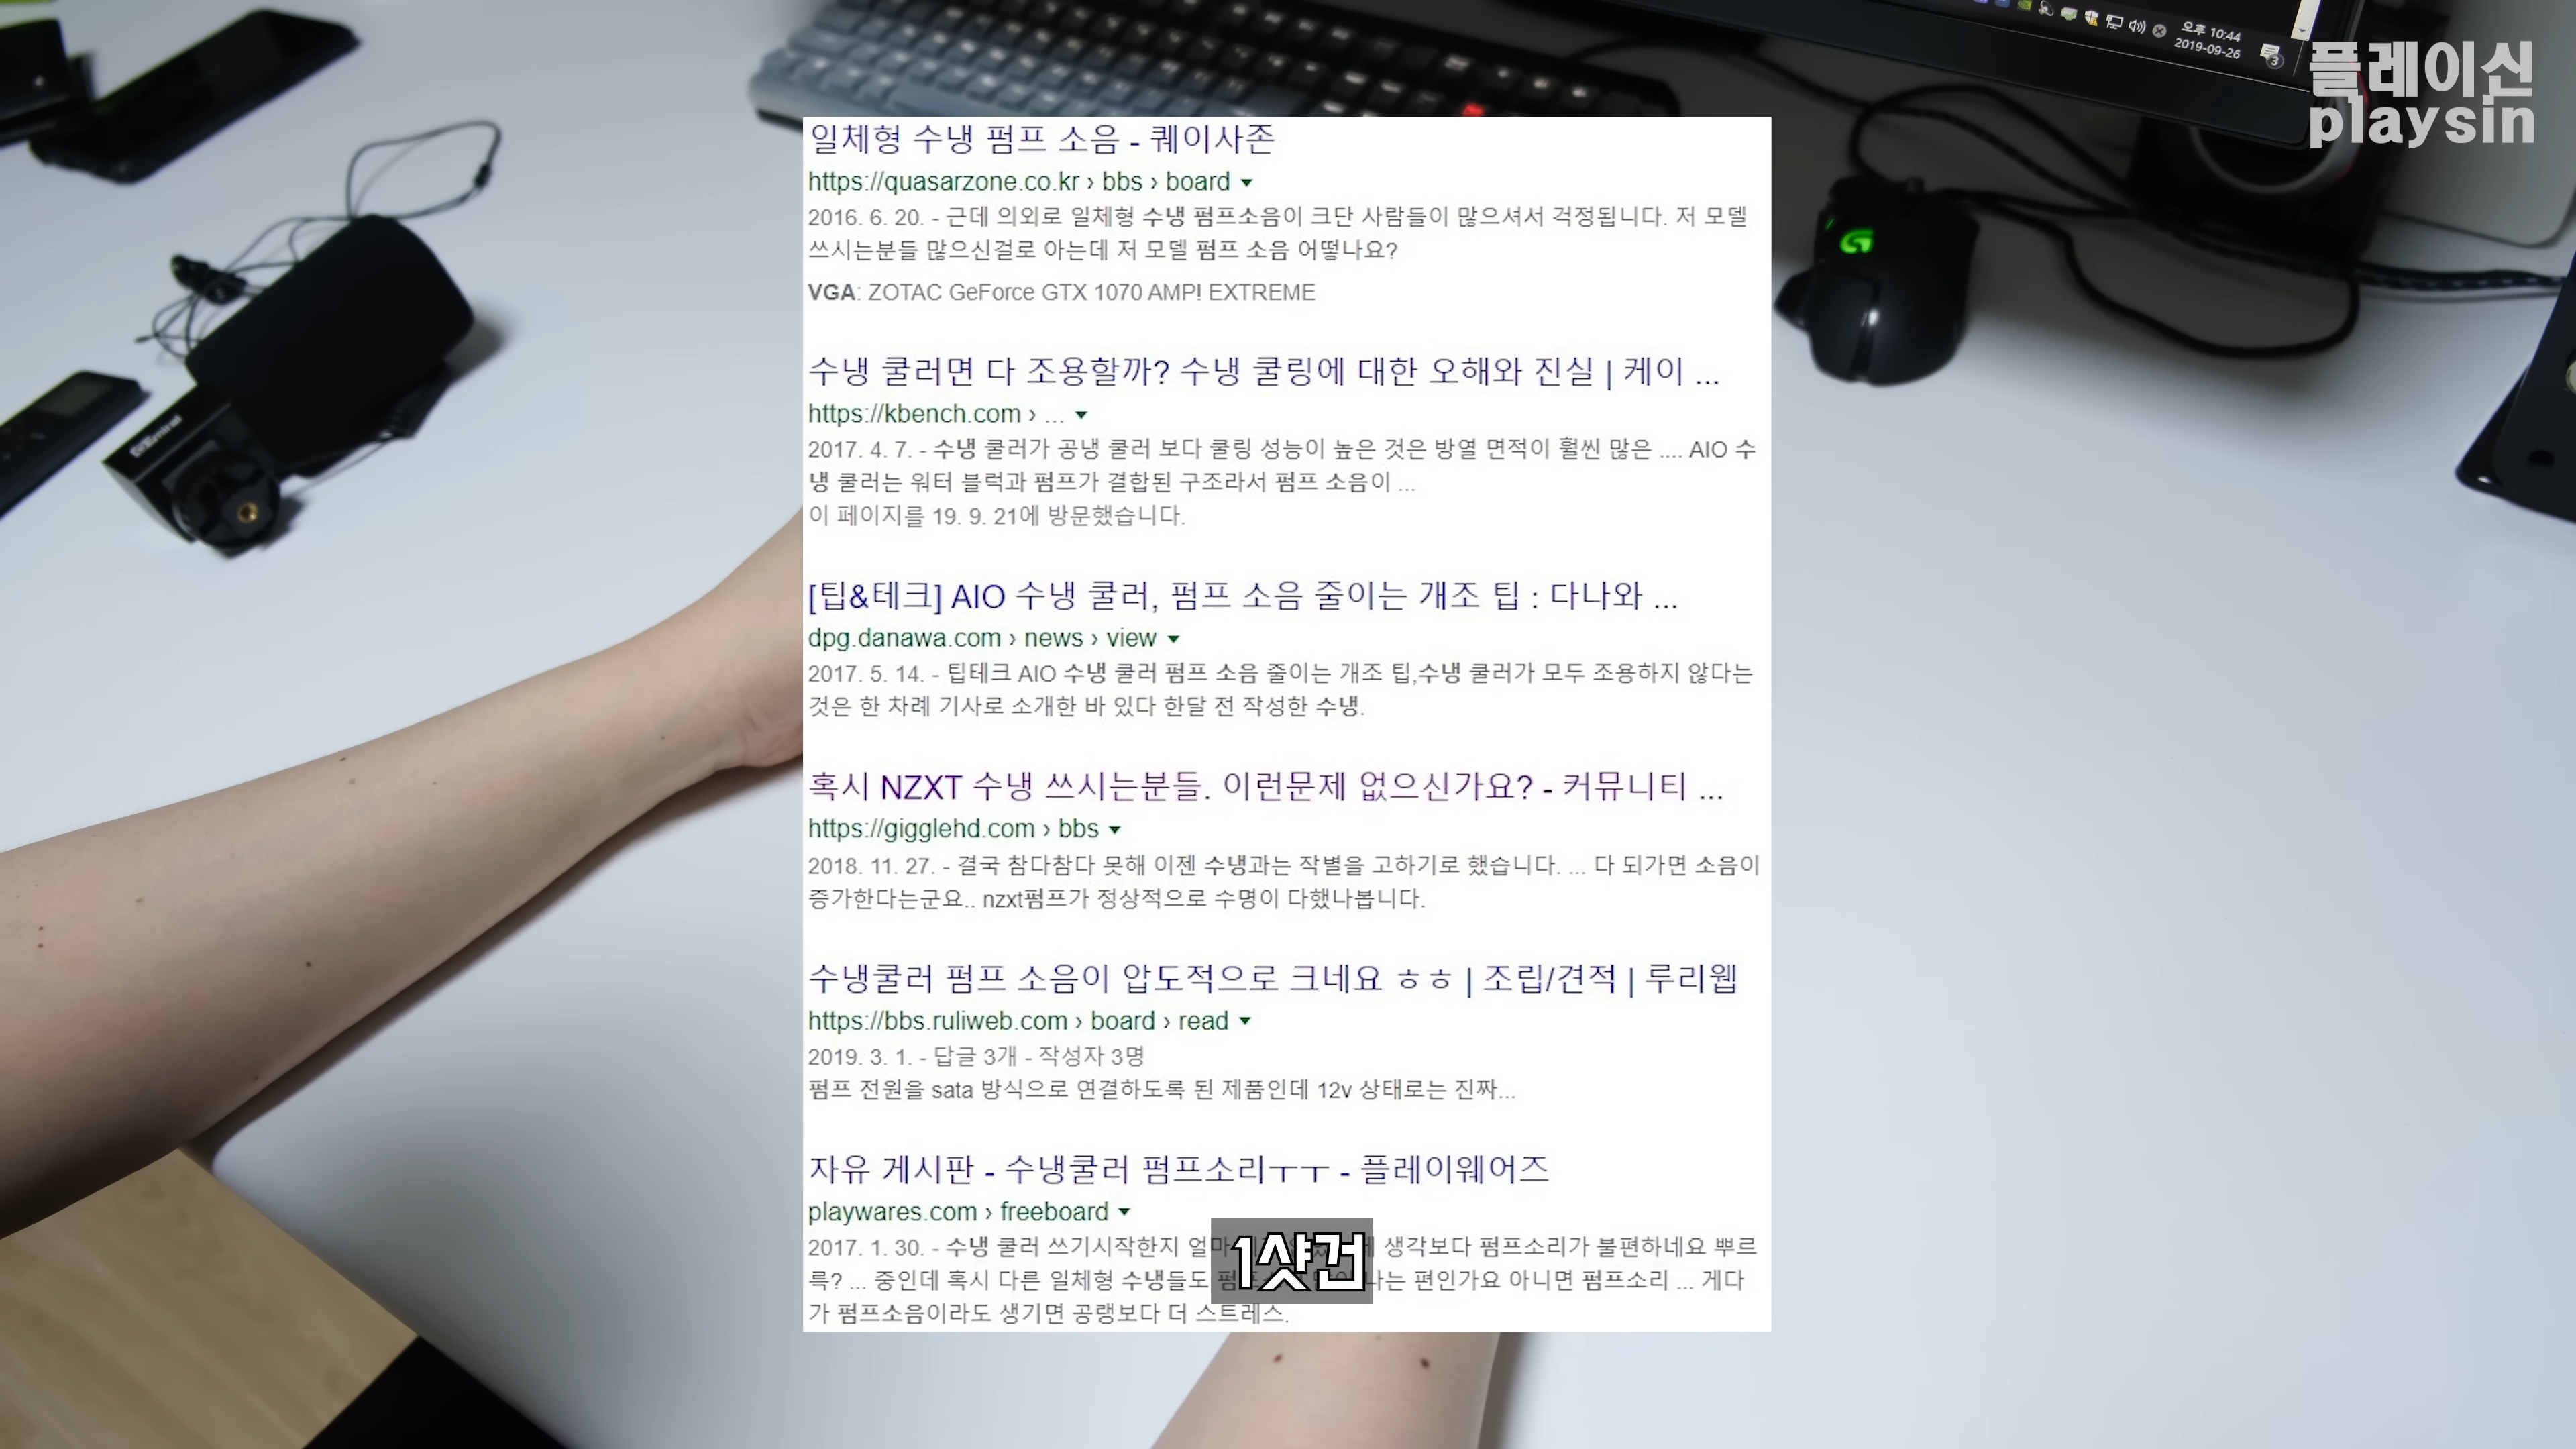 오후 10:44
2019-09-26
3
플레이신
playsin
일체형 수냉 펌프 소음 - 퀘이사존
https://quasarzone.co.kr › bbs › board
2016. 6. 20. - 근데 의외로 일체형 수냉 펌프소음이 크단 사람들이 많으셔서 걱정됩니다. 저 모델
쓰시는분들 많으신걸로 아는데 저 모델 펌프 소음 어떻나요?
VGA: ZOTAC GeForce GTX 1070 AMP! EXTREME
수냉 쿨러면 다 조용할까? 수냉 쿨링에 대한 오해와 진실 | 케이 ...
https://kbench.com › ...
2017. 4. 7. - 수냉 쿨러가 공냉 쿨러 보다 쿨링 성능이 높은 것은 방열 면적이 훨씬 많은 .... AIO 수
냉 쿨러는 워터 블럭과 펌프가 결합된 구조라서 펌프 소음이 ...
이 페이지를 19. 9. 21에 방문했습니다.
[팁&테크] AIO 수냉 쿨러, 펌프 소음 줄이는 개조 팁 : 다나와 ...
dpg.danawa.com › news › view
2017. 5. 14. - 팁테크 AIO 수냉 쿨러 펌프 소음 줄이는 개조 팁,수냉 쿨러가 모두 조용하지 않다는
것은 한 차례 기사로 소개한 바 있다 한달 전 작성한 수냉.
혹시 NZXT 수냉 쓰시는분들. 이런문제 없으신가요? - 커뮤니티 ...
https://gigglehd.com › bbs
2018. 11. 27. - 결국 참다참다 못해 이젠 수냉과는 작별을 고하기로 했습니다. ... 다 되가면 소음이
증가한다는군요.. nzxt펌프가 정상적으로 수명이 다했나봅니다.
수냉쿨러 펌프 소음이 압도적으로 크네요 ㅎㅎ | 조립/견적 | 루리웹
https://bbs.ruliweb.com › board › read
2019. 3. 1. - 답글 3개 - 작성자 3명
펌프 전원을 sata 방식으로 연결하도록 된 제품인데 12v 상태로는 진짜...
자유 게시판 - 수냉쿨러 펌프소리ㅜㅜ - 플레이웨어즈
playwares.com › freeboard
2017. 1. 30. - 수냉 쿨러 쓰기시작한지 생각보다 펌프소리가 불편하네요 뿌르
륵? ... 중인데 혹시 다른 일체형 수냉들도 나는 편인가요 아니면 펌프소리 ... 게다
가 펌프소음이라도 생기면 공랭보다 더 스트레스.
1샷건